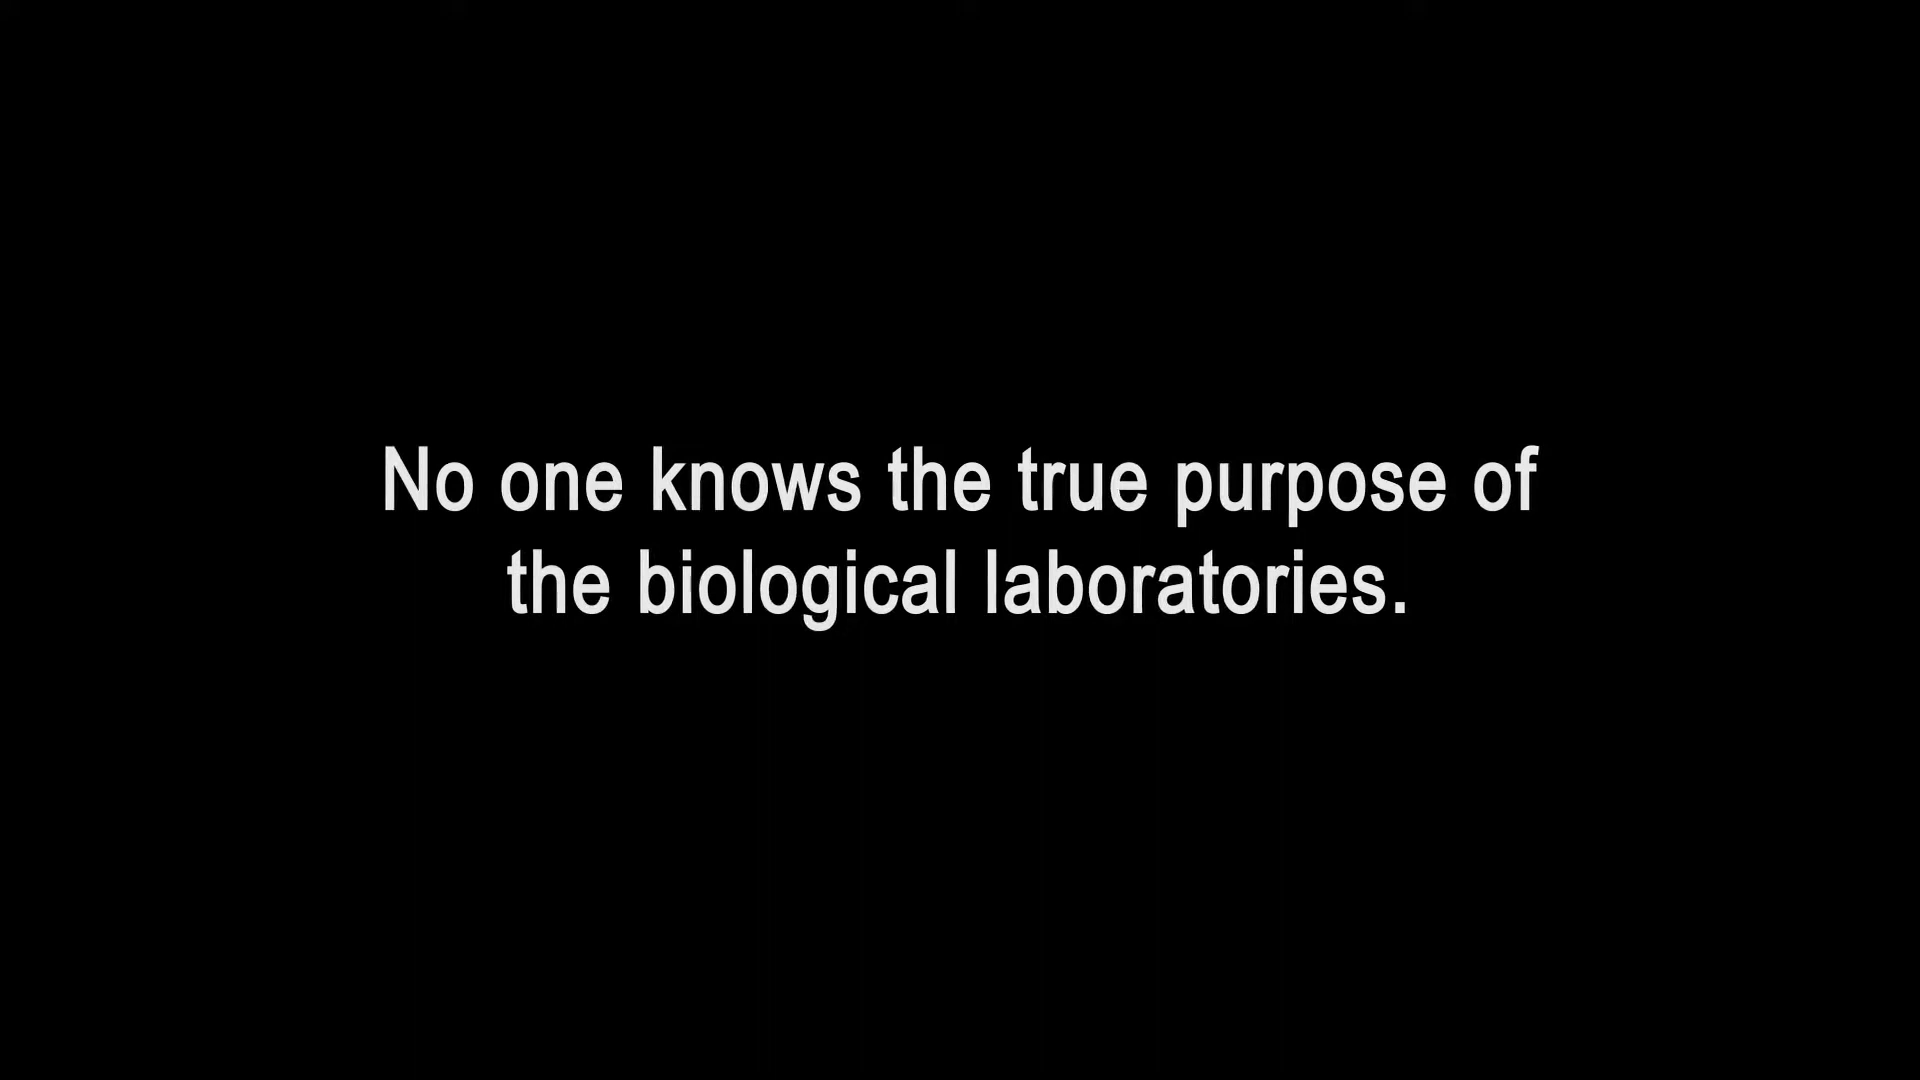 No one knows the true purpose of
the biological laboratories.